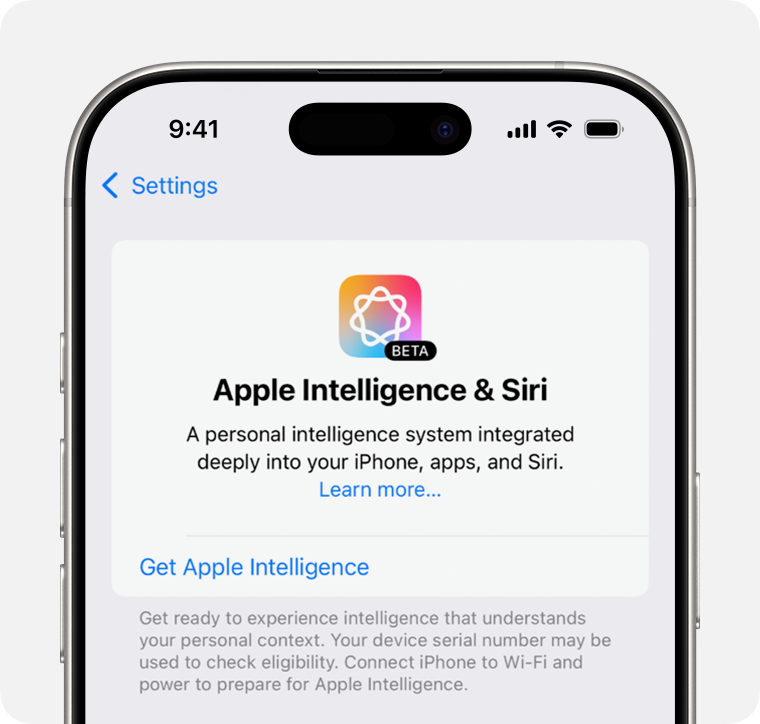 9:41
Settings
BETA
Apple Intelligence & Siri
A personal intelligence system integrated
deeply into your iPhone, apps, and Siri.
Learn more...
Get Apple Intelligence
Get ready to experience intelligence that understands
your personal context. Your device serial number may be
used to check eligibility. Connect iPhone to Wi-Fi and
power to prepare for Apple Intelligence.